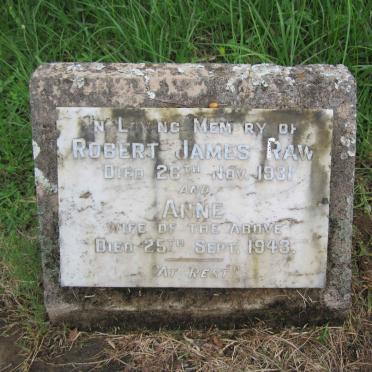 In Loving Memory of
Robert James Raw
Died 26th Nov. 1931
and
Anne
Wife of the Above
Died 25th Sept. 1943.
"At Rest"